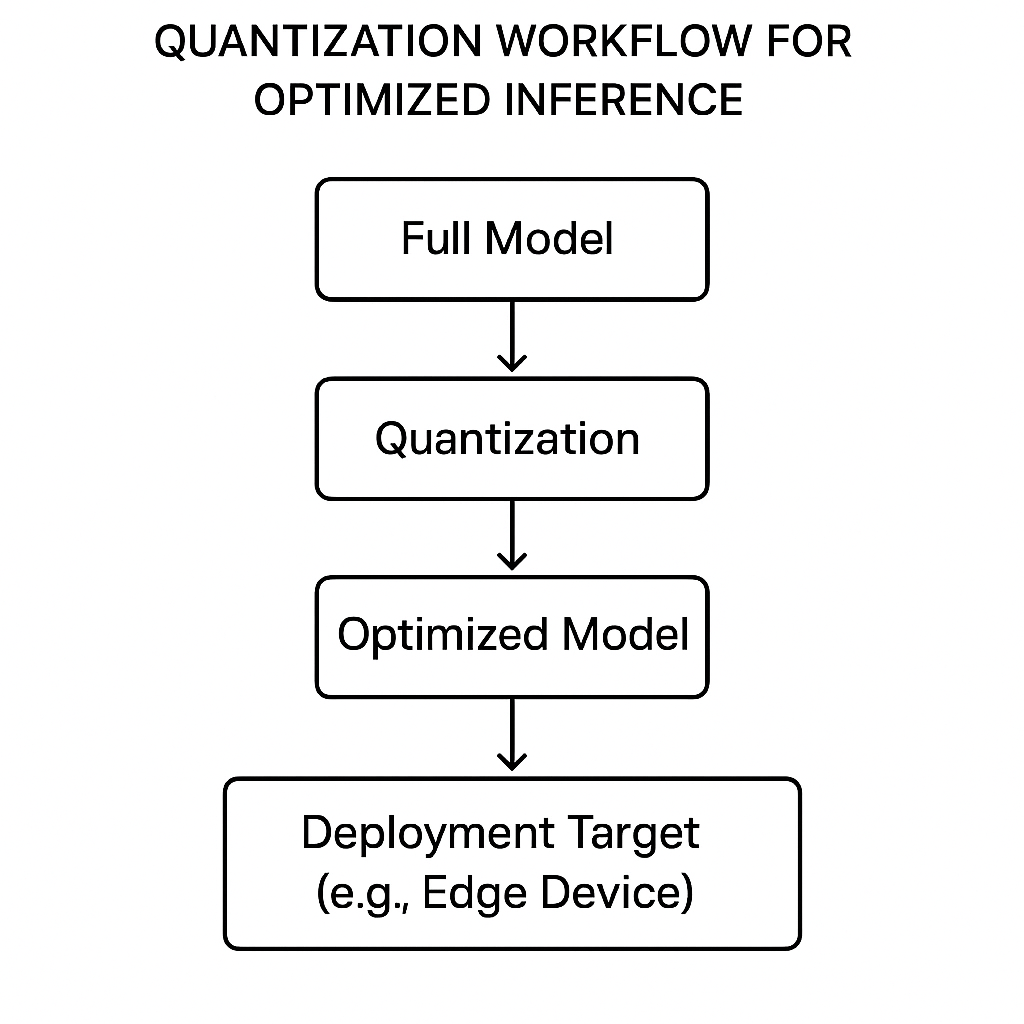 QUANTIZATION WORKFLOW FOR
OPTIMIZED INFERENCE
Full Model
Quantization
Optimized Model
Deployment Target
(e.g., Edge Device)